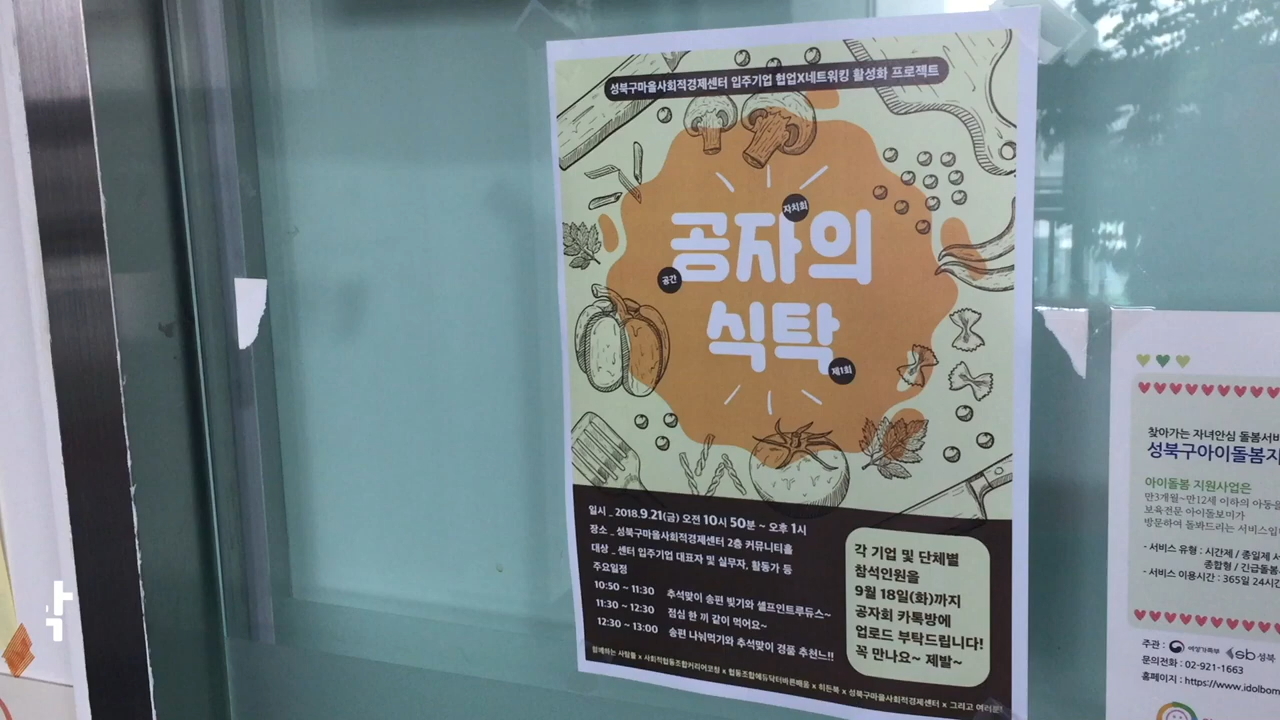 성북구마을사회적경제센터 입주기업 협업X네트워킹 활성화 프로젝트
자치회
공자의
공간
식탁
제1회
일시 _ 2018.9.21(금) 오전 10시 50분 ~ 오후 1시
장소 _ 성북구마을사회적경제센터 2층 커뮤니티홀
대상 _ 센터 입주기업 대표자 및 실무자, 활동가 등
주요일정
10:50 ~ 11:30 추석맞이 송편 빚기와 셀프인트로듀스~
11:30 ~ 12:30 점심 한 끼 같이 먹어요~
12:30 ~ 13:00 송편 나눠먹기와 추석맞이 경품 추천느!!
각 기업 및 단체별
참석인원을
9월 18일(화)까지
공자회 카톡방에
업로드 부탁드립니다!
꼭 만나요~ 제발~
함께하는 사람들 x 사회적협동조합커리어코칭 x 협동조합에듀닥터바른배움 x 히든북 x 성북구마을사회적경제센터 x 그리고 여러분!
찾아가는 자녀안심 돌봄서비
성북구아이돌봄지
아이돌봄 지원사업은
만3개월~만12세 이하의 아동을
보육전문 아이돌보미가
방문하여 돌봐드리는 서비스입
- 서비스 유형 : 시간제 / 종일제 서
종합형 / 긴급돌봄
- 서비스 이용시간 : 365일 24시간
주관 : 여성가족부 sb 성북
문의전화 : 02-921-1663
홈페이지 : https://www.idolbom